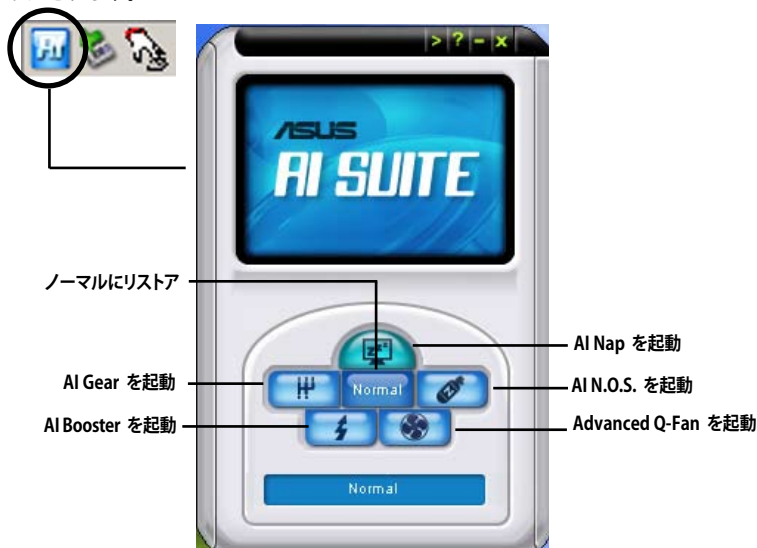 Ai
> ? - x
ASUS
AI SUITE
ノーマルにリストア
AI Nap を起動
zz
AI Gear を起動
Normal
AI N.O.S. を起動
AI Booster を起動
Advanced Q-Fan を起動
Normal